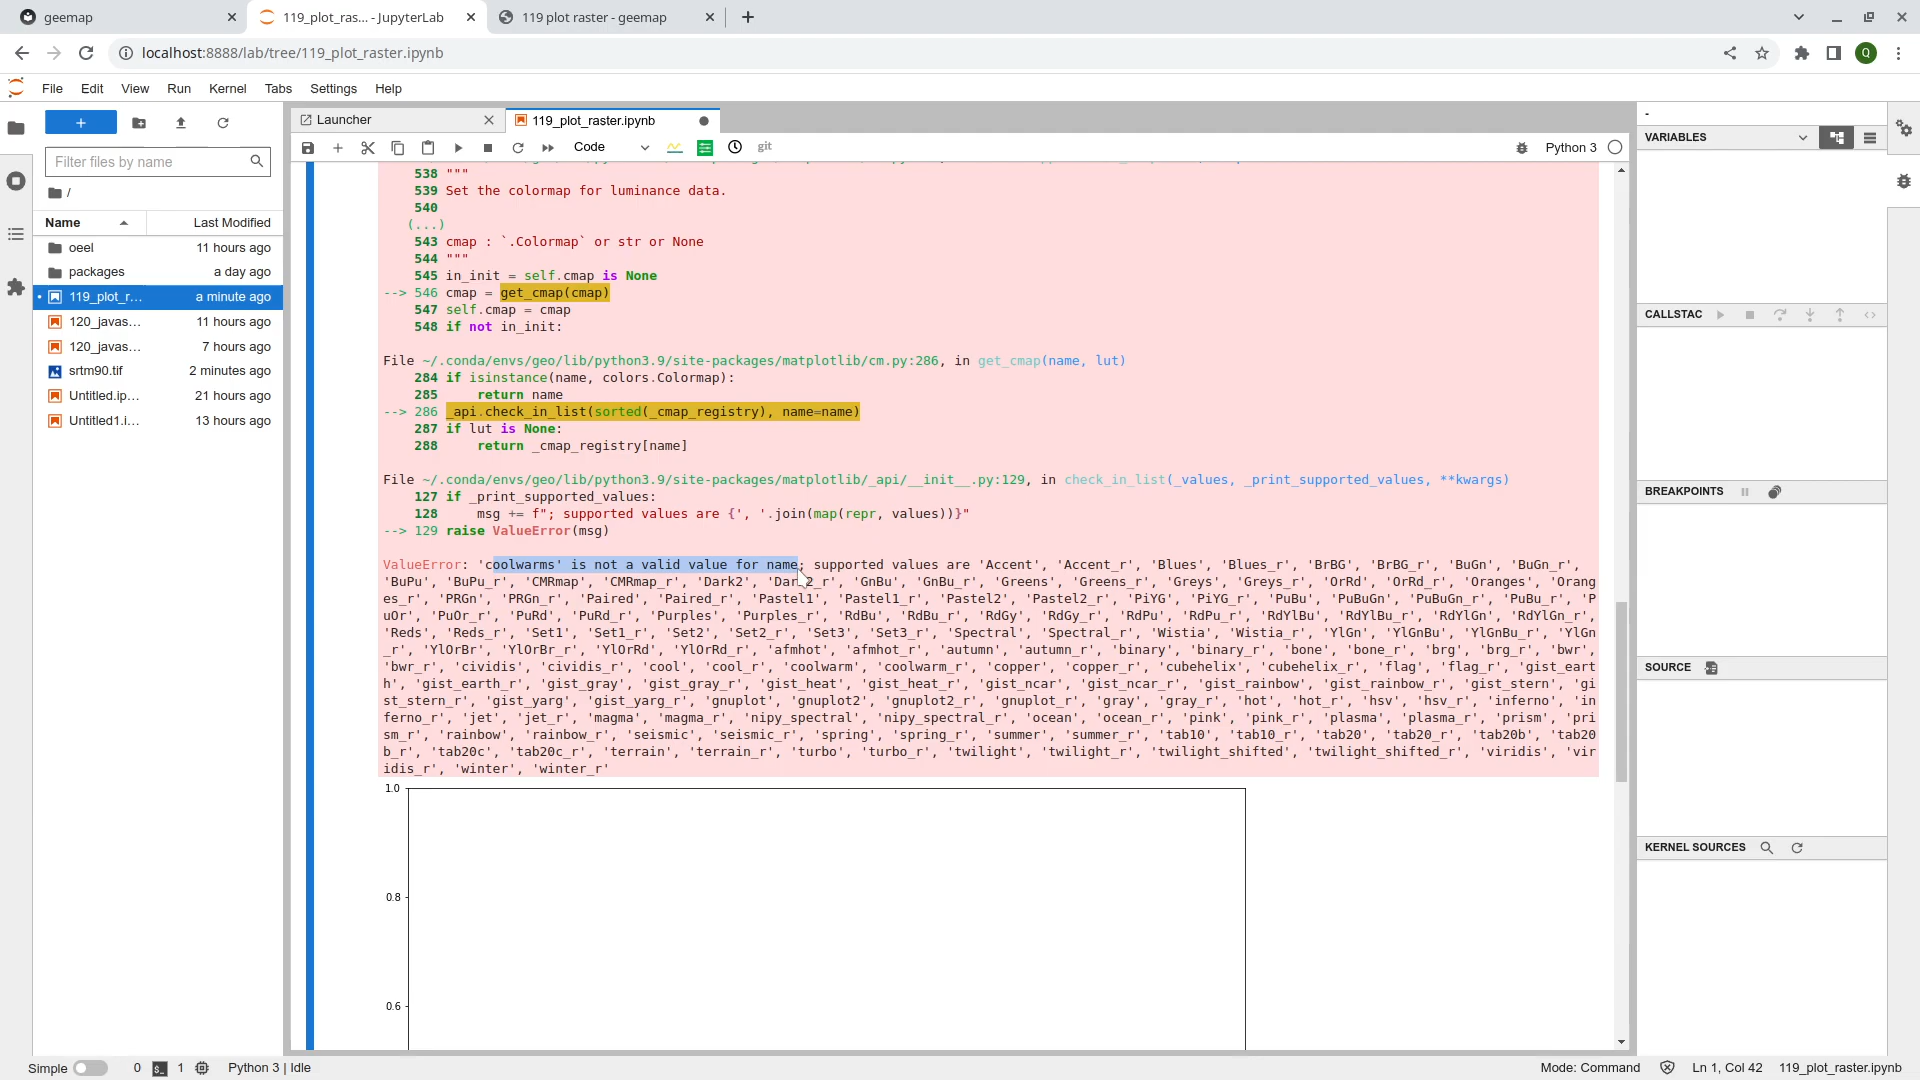 geemap
119_plot_ras... - JupyterLab
119 plot raster - geemap
localhost:8888/lab/tree/119_plot_raster.ipynb
Q
File Edit View Run Kernel Tabs Settings Help
Launcher
119_plot_raster.ipynb
Code
git
Python 3
Filter files by name
/
Name Last Modified
oeel 11 hours ago
packages a day ago
119_plot_r... a minute ago
120_javas... 11 hours ago
120_javas... 7 hours ago
srtm90.tif 2 minutes ago
Untitled.ip... 21 hours ago
Untitled1.i... 13 hours ago
538 """
539 Set the colormap for luminance data.
540
(...)
543 cmap : `.Colormap` or str or None
544 """
545 in_init = self.cmap is None
--> 546 cmap = get_cmap(cmap)
547 self.cmap = cmap
548 if not in_init:
File ~/.conda/envs/geo/lib/python3.9/site-packages/matplotlib/cm.py:286, in get_cmap(name, lut)
284 if isinstance(name, colors.Colormap):
285     return name
--> 286 _api.check_in_list(sorted(_cmap_registry), name=name)
287 if lut is None:
288     return _cmap_registry[name]
File ~/.conda/envs/geo/lib/python3.9/site-packages/matplotlib/_api/__init__.py:129, in check_in_list(_values, _print_supported_values, **kwargs)
127 if _print_supported_values:
128     msg += f"; supported values are {', '.join(map(repr, values))}"
--> 129 raise ValueError(msg)
ValueError: 'coolwarms' is not a valid value for name; supported values are 'Accent', 'Accent_r', 'Blues', 'Blues_r', 'BrBG', 'BrBG_r', 'BuGn', 'BuGn_r',
'BuPu', 'BuPu_r', 'CMRmap', 'CMRmap_r', 'Dark2', 'Dark2_r', 'GnBu', 'GnBu_r', 'Greens', 'Greens_r', 'Greys', 'Greys_r', 'OrRd', 'OrRd_r', 'Oranges', 'Orang
es_r', 'PRGn', 'PRGn_r', 'Paired', 'Paired_r', 'Pastel1', 'Pastel1_r', 'Pastel2', 'Pastel2_r', 'PiYG', 'PiYG_r', 'PuBu', 'PuBuGn', 'PuBuGn_r', 'PuBu_r', 'P
uOr', 'PuOr_r', 'PuRd', 'PuRd_r', 'Purples', 'Purples_r', 'RdBu', 'RdBu_r', 'RdGy', 'RdGy_r', 'RdPu', 'RdPu_r', 'RdYlBu', 'RdYlBu_r', 'RdYlGn', 'RdYlGn_r',
'Reds', 'Reds_r', 'Set1', 'Set1_r', 'Set2', 'Set2_r', 'Set3', 'Set3_r', 'Spectral', 'Spectral_r', 'Wistia', 'Wistia_r', 'YlGn', 'YlGnBu', 'YlGnBu_r', 'YlGn
_r', 'YlOrBr', 'YlOrBr_r', 'YlOrRd', 'YlOrRd_r', 'afmhot', 'afmhot_r', 'autumn', 'autumn_r', 'binary', 'binary_r', 'bone', 'bone_r', 'brg', 'brg_r', 'bwr',
'bwr_r', 'cividis', 'cividis_r', 'cool', 'cool_r', 'coolwarm', 'coolwarm_r', 'copper', 'copper_r', 'cubehelix', 'cubehelix_r', 'flag', 'flag_r', 'gist_eart
h', 'gist_earth_r', 'gist_gray', 'gist_gray_r', 'gist_heat', 'gist_heat_r', 'gist_ncar', 'gist_ncar_r', 'gist_rainbow', 'gist_rainbow_r', 'gist_stern', 'gi
st_stern_r', 'gist_yarg', 'gist_yarg_r', 'gnuplot', 'gnuplot2', 'gnuplot2_r', 'gnuplot_r', 'gray', 'gray_r', 'hot', 'hot_r', 'hsv', 'hsv_r', 'inferno', 'in
ferno_r', 'jet', 'jet_r', 'magma', 'magma_r', 'nipy_spectral', 'nipy_spectral_r', 'ocean', 'ocean_r', 'pink', 'pink_r', 'plasma', 'plasma_r', 'prism', 'pri
sm_r', 'rainbow', 'rainbow_r', 'seismic', 'seismic_r', 'spring', 'spring_r', 'summer', 'summer_r', 'tab10', 'tab10_r', 'tab20', 'tab20_r', 'tab20b', 'tab20
b_r', 'tab20c', 'tab20c_r', 'terrain', 'terrain_r', 'turbo', 'turbo_r', 'twilight', 'twilight_r', 'twilight_shifted', 'twilight_shifted_r', 'viridis', 'vir
idis_r', 'winter', 'winter_r'
1.0
0.8
0.6
-
VARIABLES
CALLSTAC
BREAKPOINTS
SOURCE
KERNEL SOURCES
Simple 0 1 Python 3 | Idle Mode: Command Ln 1, Col 42 119_plot_raster.ipynb